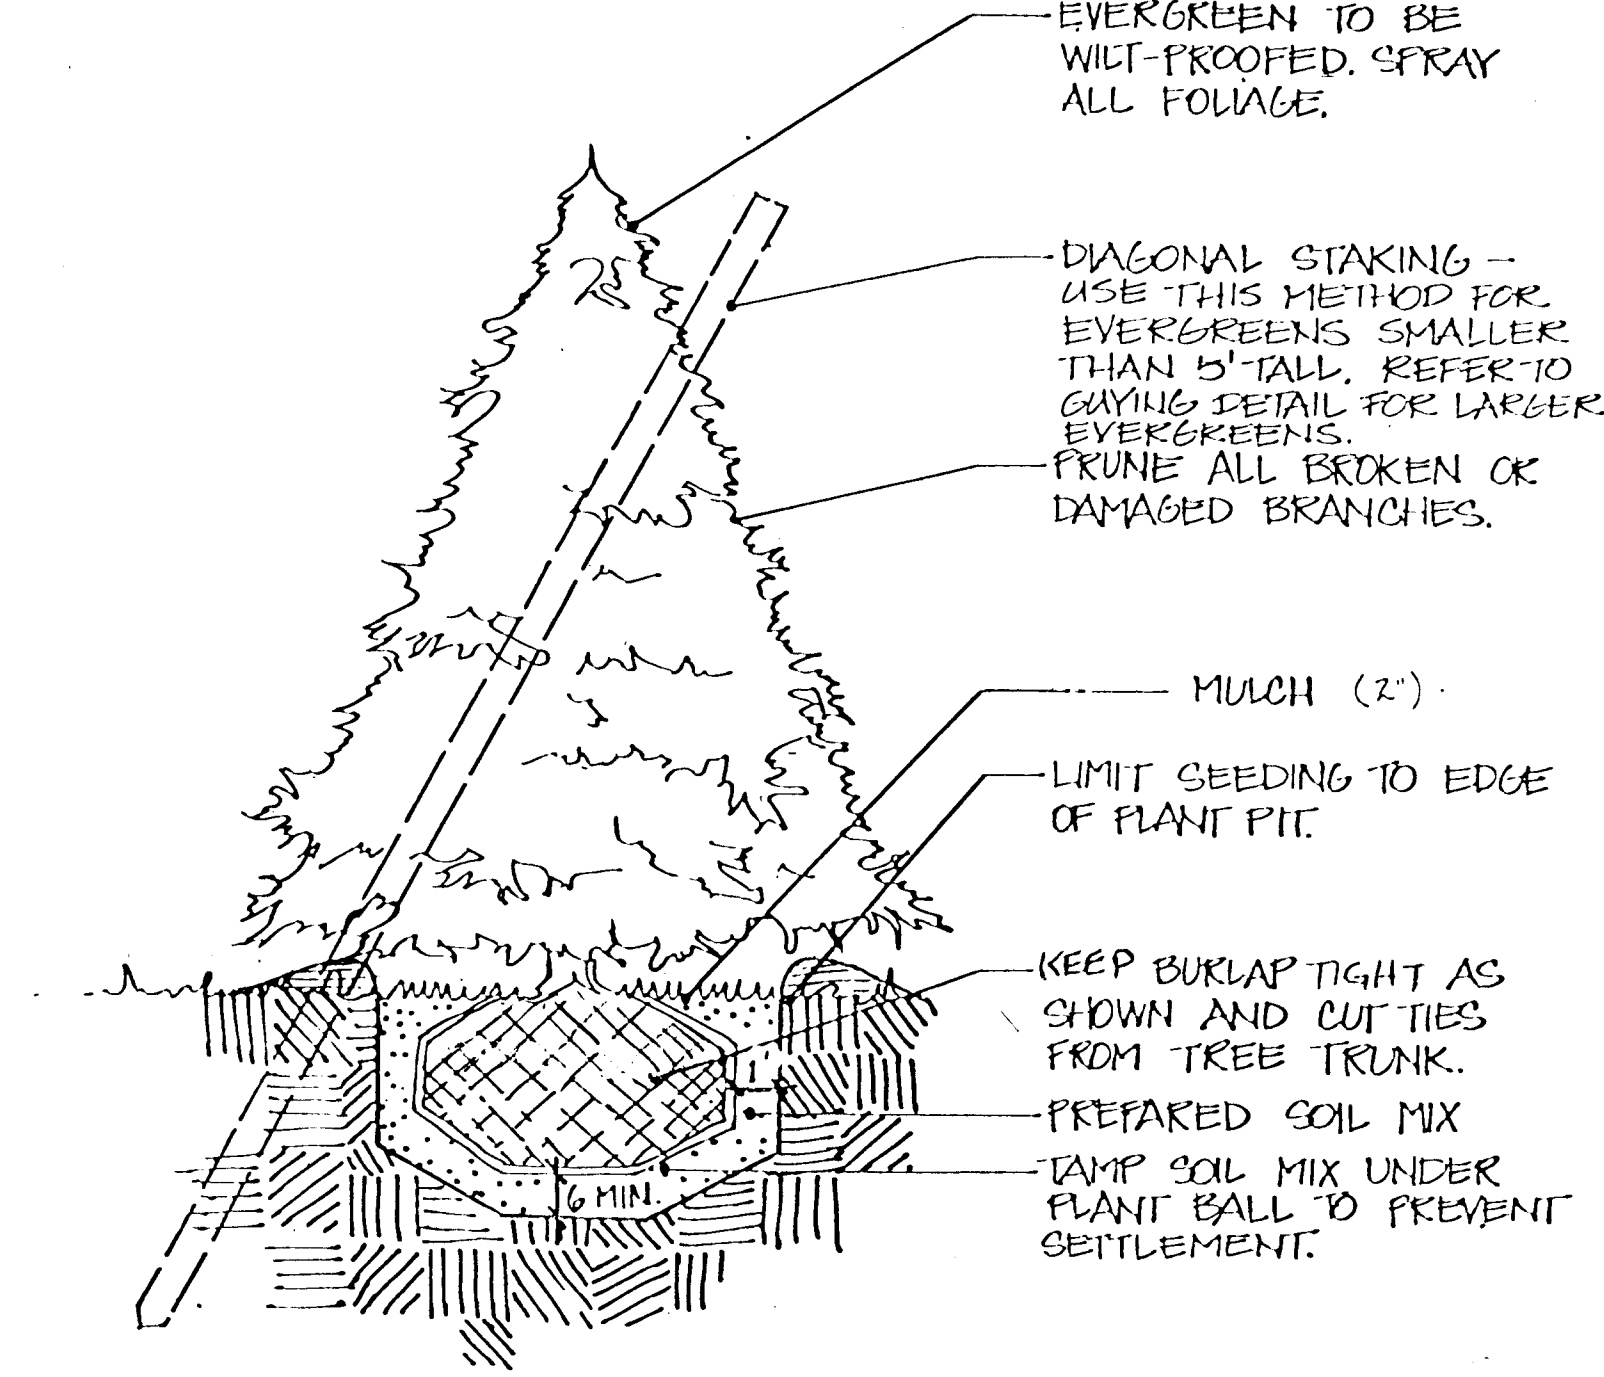 EVERGREEN TO BE
WILT-PROOFED. SPRAY
ALL FOLIAGE.
DIAGONAL STAKING -
USE THIS METHOD FOR
EVERGREENS SMALLER
THAN 5' TALL. REFER TO
GUYING DETAIL FOR LARGER
EVERGREENS.
PRUNE ALL BROKEN OR
DAMAGED BRANCHES.
MULCH (2")
LIMIT SEEDING TO EDGE
OF PLANT PIT.
KEEP BURLAP TIGHT AS
SHOWN AND CUT TIES
FROM TREE TRUNK.
PREPARED SOIL MIX
TAMP SOIL MIX UNDER
PLANT BALL TO PREVENT
SETTLEMENT.
6 MIN.